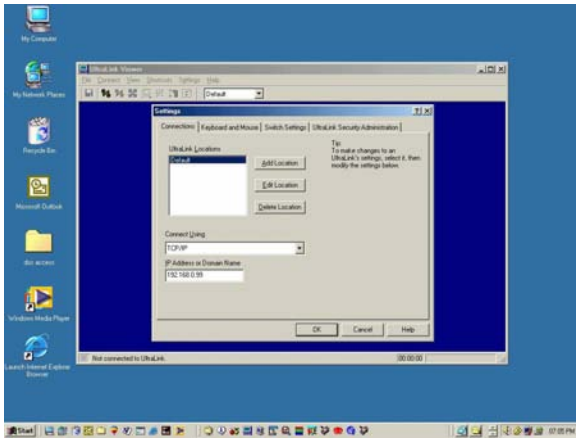 My Computer
My Network Places
Recycle Bin
Microsoft Outlook
doc access
Windows Media Player
Launch Internet Explorer
Browser
UltraLink Viewer
File Connect View Shortcuts Settings Help
Default
Settings
Connections Keyboard and Mouse Switch Settings UltraLink Security Administration
UltraLink Locations
Default
Add Location
Edit Location
Delete Location
Tip:
To make changes to an
UltraLink's settings, select it, then
modify the settings below.
Connect Using
TCP/IP
IP Address or Domain Name
192.168.0.99
OK Cancel Help
Not connected to UltraLink. 00:00:00
Start 07:05 PM